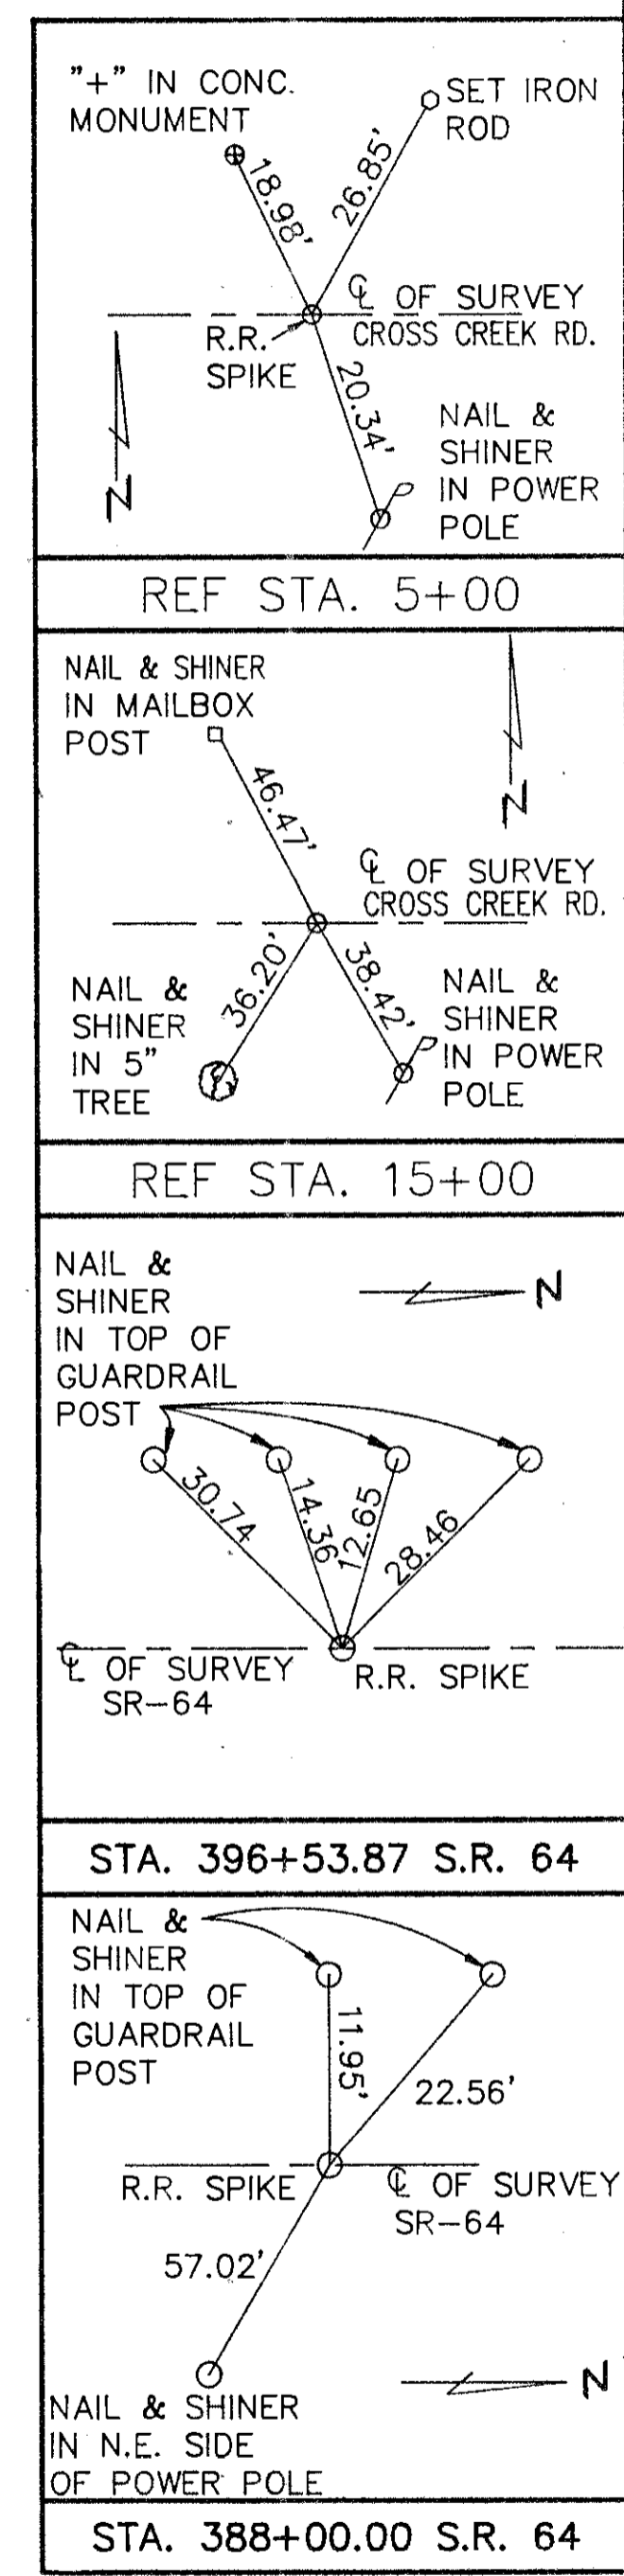 "+" IN CONC.
MONUMENT
SET IRON
ROD
18.98'
26.85'
℄ OF SURVEY
CROSS CREEK RD.
R.R.
SPIKE
20.34'
NAIL &
SHINER
IN POWER
POLE
N
REF STA. 5+00
NAIL & SHINER
IN MAILBOX
POST
N
46.47'
℄ OF SURVEY
CROSS CREEK RD.
36.20'
38.42'
NAIL &
SHINER
IN 5"
TREE
NAIL &
SHINER
IN POWER
POLE
REF STA. 15+00
NAIL &
SHINER
IN TOP OF
GUARDRAIL
POST
N
30.74
14.36
12.65
28.46
℄ OF SURVEY
SR-64
R.R. SPIKE
STA. 396+53.87 S.R. 64
NAIL &
SHINER
IN TOP OF
GUARDRAIL
POST
11.95'
22.56'
R.R. SPIKE
℄ OF SURVEY
SR-64
57.02'
N
NAIL & SHINER
IN N.E. SIDE
OF POWER POLE
STA. 388+00.00 S.R. 64